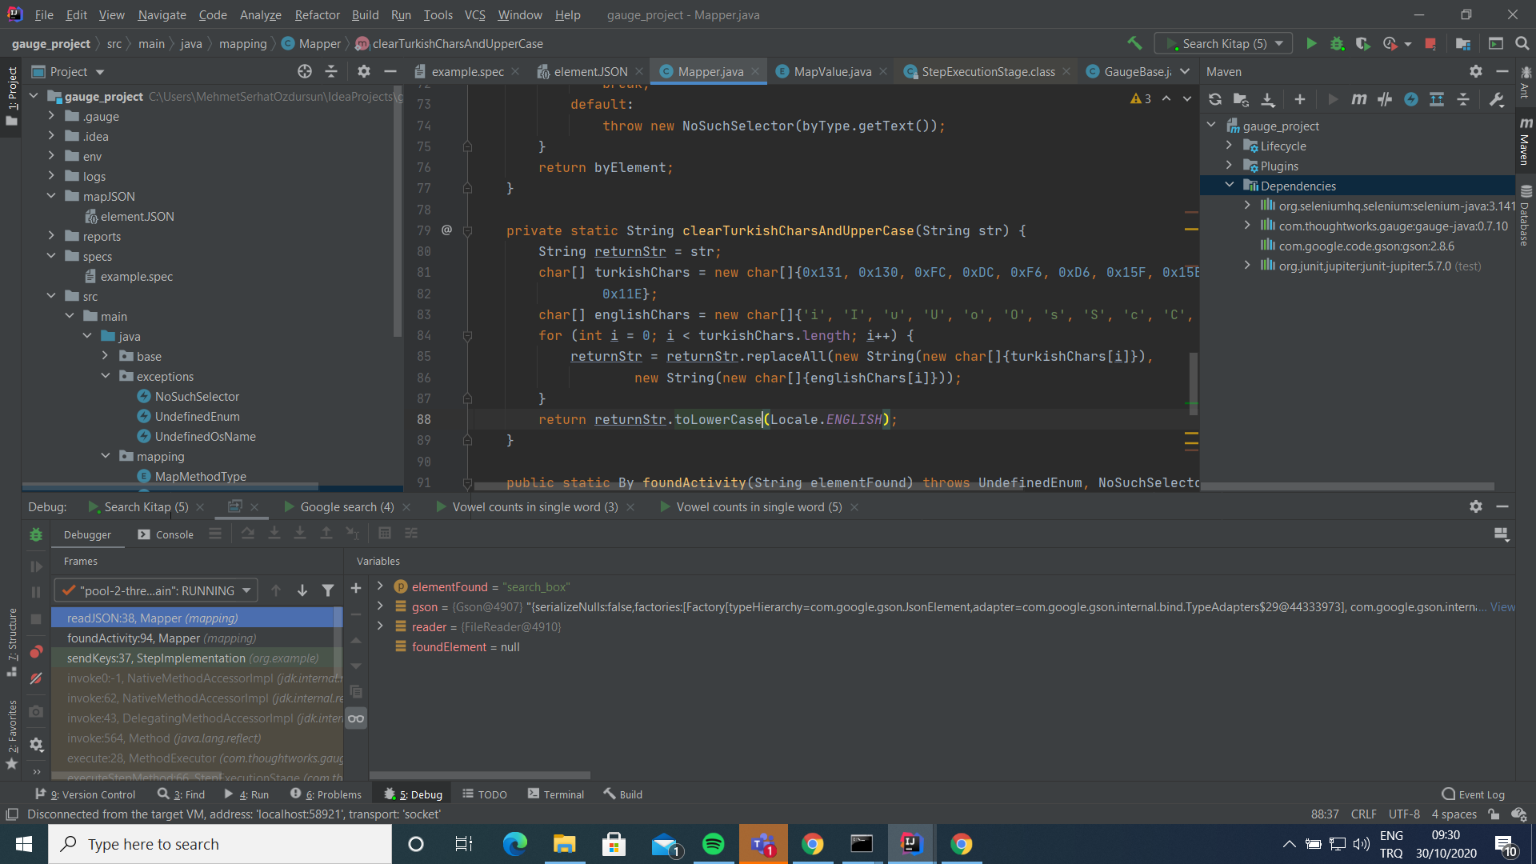 File Edit View Navigate Code Analyze Refactor Build Run Tools VCS Window Help gauge_project - Mapper.java
gauge_project src main java mapping Mapper clearTurkishCharsAndUpperCase Search Kitap (5)
Project example.spec element.JSON Mapper.java MapValue.java StepExecutionStage.class GaugeBase.j Maven
1: Project
gauge_project C:\Users\MehmetSerhatOzdursun\IdeaProjects\g
.gauge
.idea
env
logs
mapJSON
element.JSON
reports
specs
example.spec
src
main
java
base
exceptions
NoSuchSelector
UndefinedEnum
UndefinedOsName
mapping
MapMethodType
72 break;
73 default:
74 throw new NoSuchSelector(byType.getText());
75 }
76 return byElement;
77 }
78
79 @ private static String clearTurkishCharsAndUpperCase(String str) {
80 String returnStr = str;
81 char[] turkishChars = new char[]{0x131, 0x130, 0xFC, 0xDC, 0xF6, 0xD6, 0x15F, 0x15E
82 0x11E};
83 char[] englishChars = new char[]{'i', 'I', 'u', 'U', 'o', 'O', 's', 'S', 'c', 'C',
84 for (int i = 0; i < turkishChars.length; i++) {
85 returnStr = returnStr.replaceAll(new String(new char[]{turkishChars[i]}),
86 new String(new char[]{englishChars[i]}));
87 }
88 return returnStr.toLowerCase(Locale.ENGLISH);
89 }
90
91 public static By foundActivity(String elementFound) throws UndefinedEnum, NoSuchSelecto
3
gauge_project
Lifecycle
Plugins
Dependencies
org.seleniumhq.selenium:selenium-java:3.141
com.thoughtworks.gauge:gauge-java:0.7.10
com.google.code.gson:gson:2.8.6
org.junit.jupiter:junit-jupiter:5.7.0 (test)
Ant
Maven
Database
Debug: Search Kitap (5) Google search (4) Vowel counts in single word (3) Vowel counts in single word (5)
Debugger Console
Frames Variables
"pool-2-thre...ain": RUNNING
readJSON:38, Mapper (mapping)
foundActivity:94, Mapper (mapping)
sendKeys:37, StepImplementation (org.example)
invoke0:-1, NativeMethodAccessorImpl (jdk.internal.
invoke:62, NativeMethodAccessorImpl (jdk.internal.re
invoke:43, DelegatingMethodAccessorImpl (jdk.inter
invoke:564, Method (java.lang.reflect)
execute:28, MethodExecutor (com.thoughtworks.gaug
executeStepMethod:66, StepExecutionStage (com.th
elementFound = "search_box"
gson = {Gson@4907} "{serializeNulls:false,factories:[Factory[typeHierarchy=com.google.gson.JsonElement,adapter=com.google.gson.internal.bind.TypeAdapters$29@44333973], com.google.gson.interna... View
reader = {FileReader@4910}
foundElement = null
7: Structure
2: Favorites
9: Version Control 3: Find 4: Run 6: Problems 5: Debug TODO Terminal Build Event Log
Disconnected from the target VM, address: 'localhost:58921', transport: 'socket' 88:37 CRLF UTF-8 4 spaces
Type here to search 1 1 ENG 09:30
TRQ 30/10/2020 10